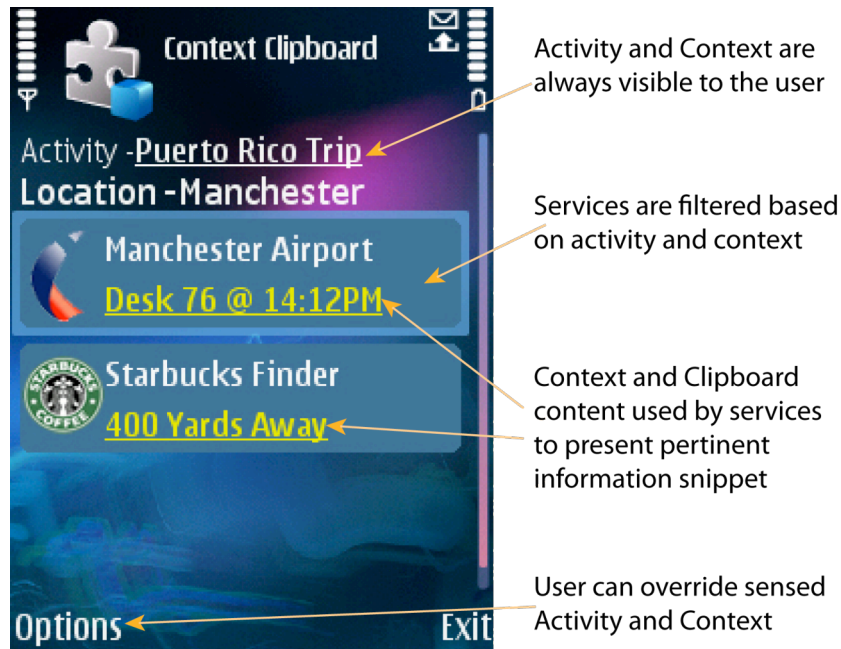 Context Clipboard
Activity -Puerto Rico Trip
Location -Manchester
Manchester Airport
Desk 76 @ 14:12PM
STARBUCKS
COFFEE
Starbucks Finder
400 Yards Away
Options
Exit
Activity and Context are
always visible to the user
Services are filtered based
on activity and context
Context and Clipboard
content used by services
to present pertinent
information snippet
User can override sensed
Activity and Context